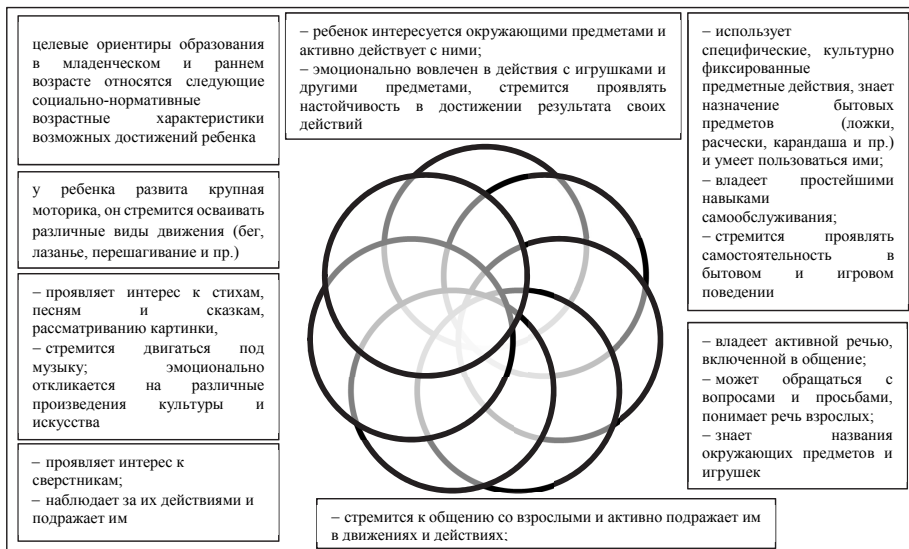 целевые ориентиры образования
в младенческом и раннем
возрасте относятся следующие
социально-нормативные
возрастные характеристики
возможных достижений ребенка
– ребенок интересуется окружающими предметами и
активно действует с ними;
– эмоционально вовлечен в действия с игрушками и
другими предметами, стремится проявлять
настойчивость в достижении результата своих
действий
– использует
специфические, культурно
фиксированные
предметные действия, знает
назначение бытовых
предметов (ложки,
расчески, карандаша и пр.)
и умеет пользоваться ими;
– владеет простейшими
навыками
самообслуживания;
– стремится проявлять
самостоятельность в
бытовом и игровом
поведении
у ребенка развита крупная
моторика, он стремится осваивать
различные виды движения (бег,
лазанье, перешагивание и пр.)
– проявляет интерес к стихам,
песням и сказкам,
рассматриванию картинки,
– стремится двигаться под
музыку; эмоционально
откликается на различные
произведения культуры и
искусства
– владеет активной речью,
включенной в общение;
– может обращаться с
вопросами и просьбами,
понимает речь взрослых;
– знает названия
окружающих предметов и
игрушек
– проявляет интерес к
сверстникам;
– наблюдает за их действиями и
подражает им
– стремится к общению со взрослыми и активно подражает им
в движениях и действиях;